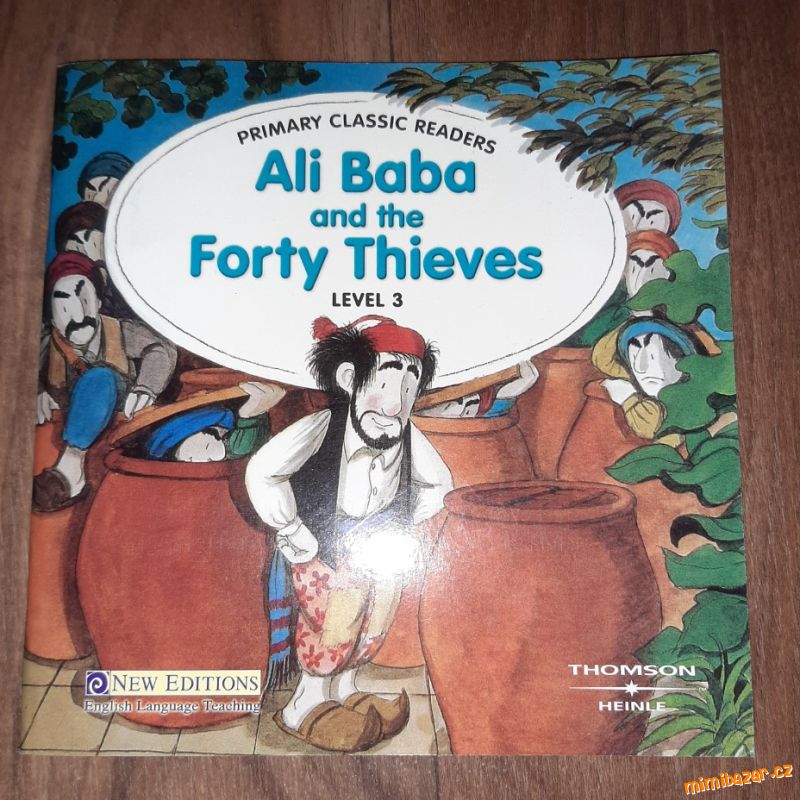 PRIMARY CLASSIC READERS
Ali Baba
and the
Forty Thieves
LEVEL 3
NEW EDITIONS
English Language Teaching
THOMSON
HEINLE
mimibazar.cz